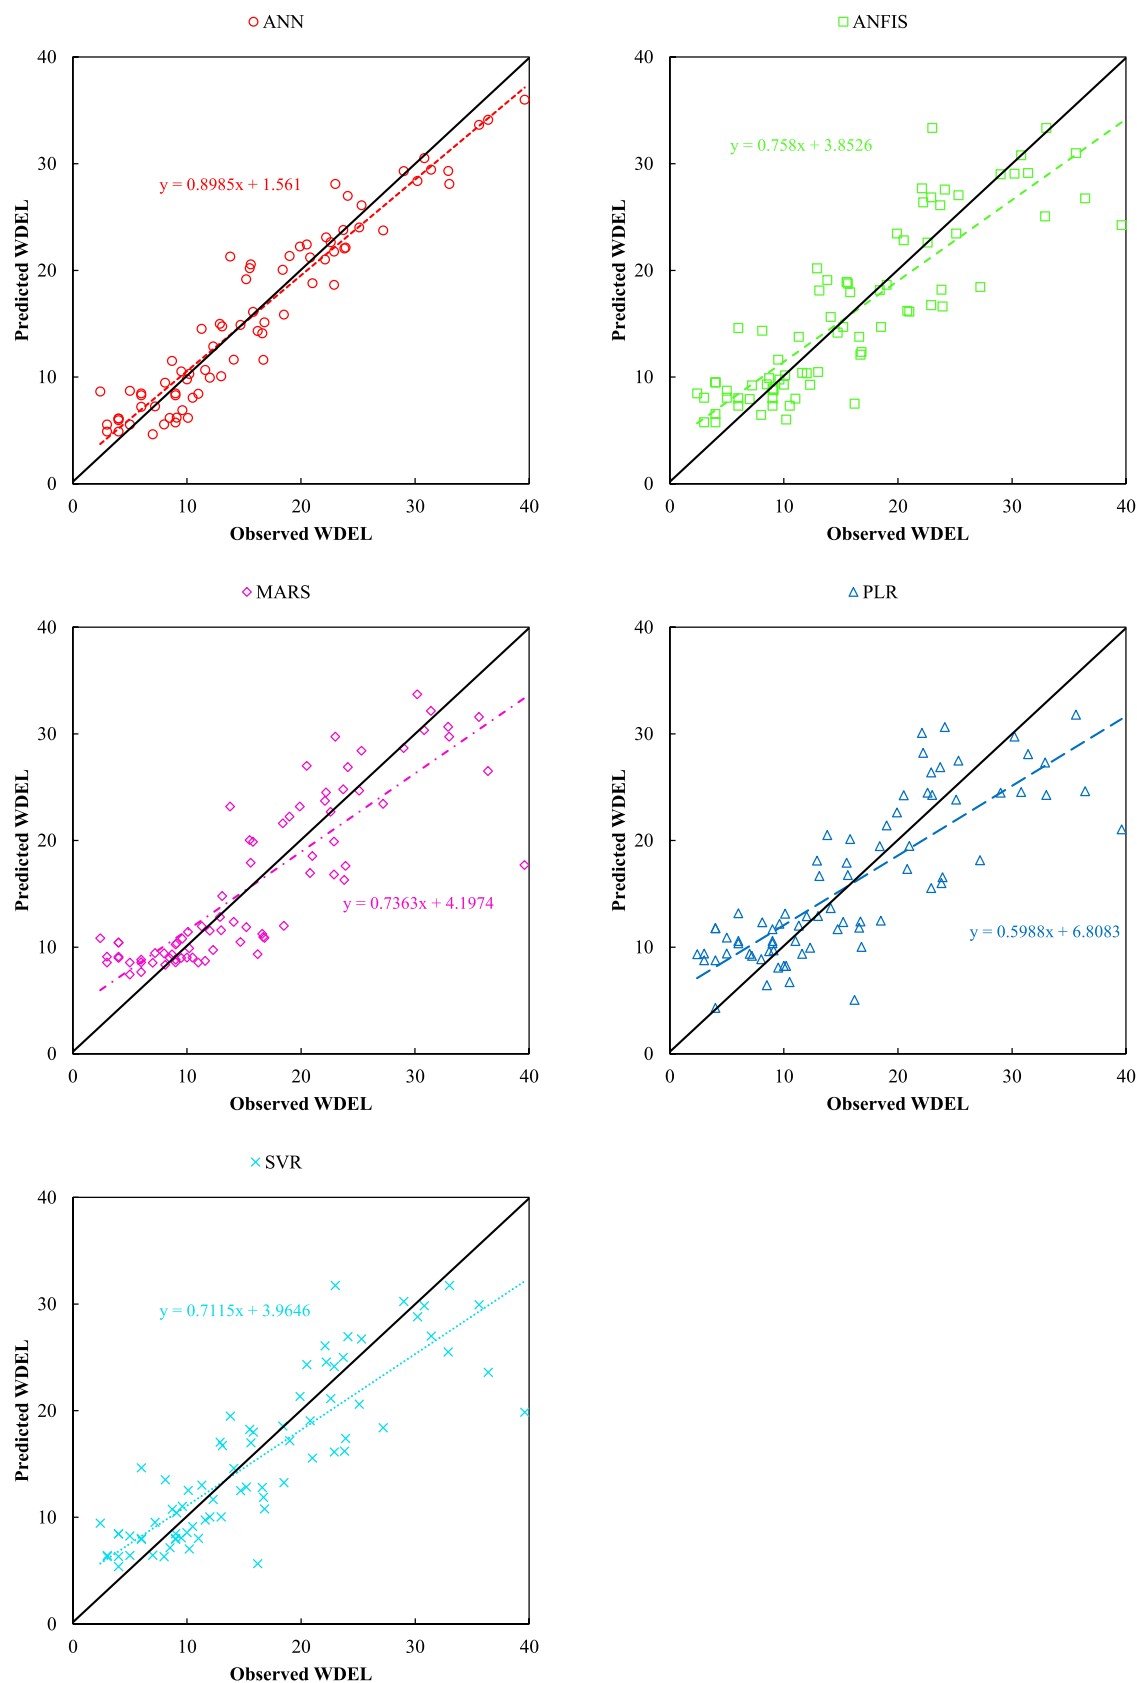 ANN
40
30
20
10
0
0 10 20 30 40
Predicted WDEL
Observed WDEL
y = 0.8985x + 1.561
ANFIS
40
30
20
10
0
0 10 20 30 40
Predicted WDEL
Observed WDEL
y = 0.758x + 3.8526
MARS
40
30
20
10
0
0 10 20 30 40
Predicted WDEL
Observed WDEL
y = 0.7363x + 4.1974
PLR
40
30
20
10
0
0 10 20 30 40
Predicted WDEL
Observed WDEL
y = 0.5988x + 6.8083
SVR
40
30
20
10
0
0 10 20 30 40
Predicted WDEL
Observed WDEL
y = 0.7115x + 3.9646